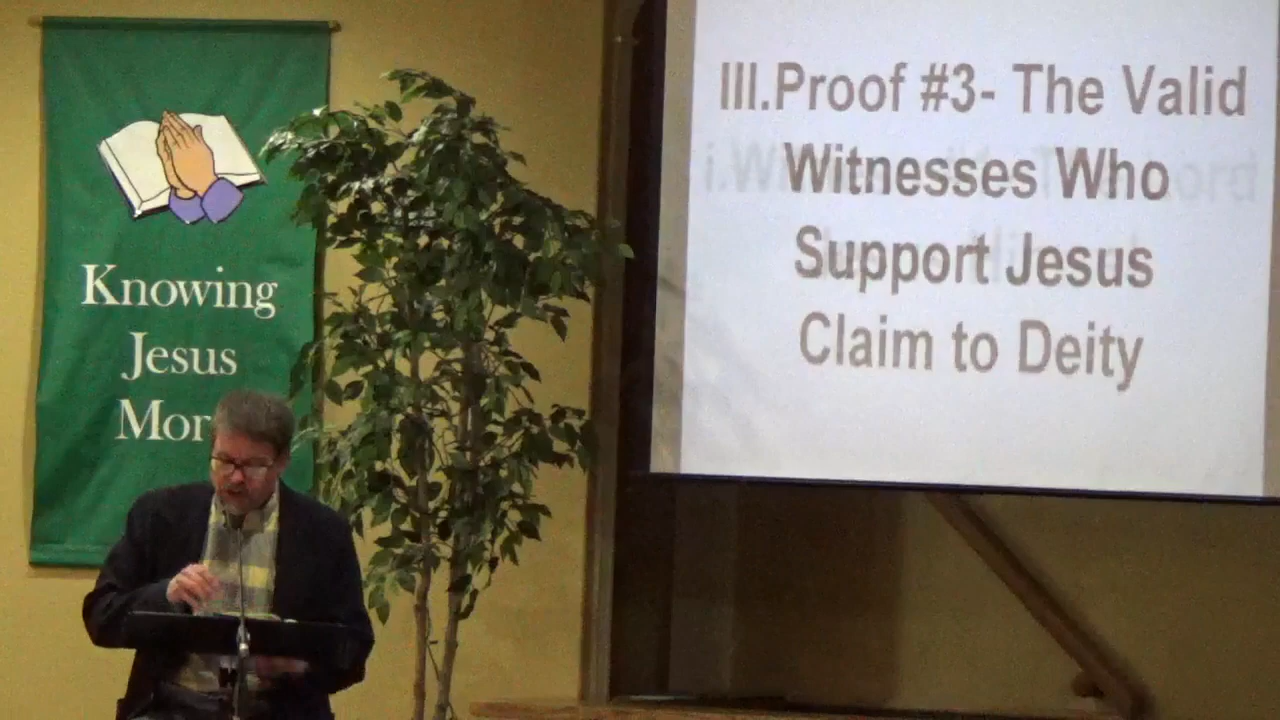 Knowing
Jesus
Mor
III.Proof #3- The Valid
Witnesses Who
Support Jesus
Claim to Deity